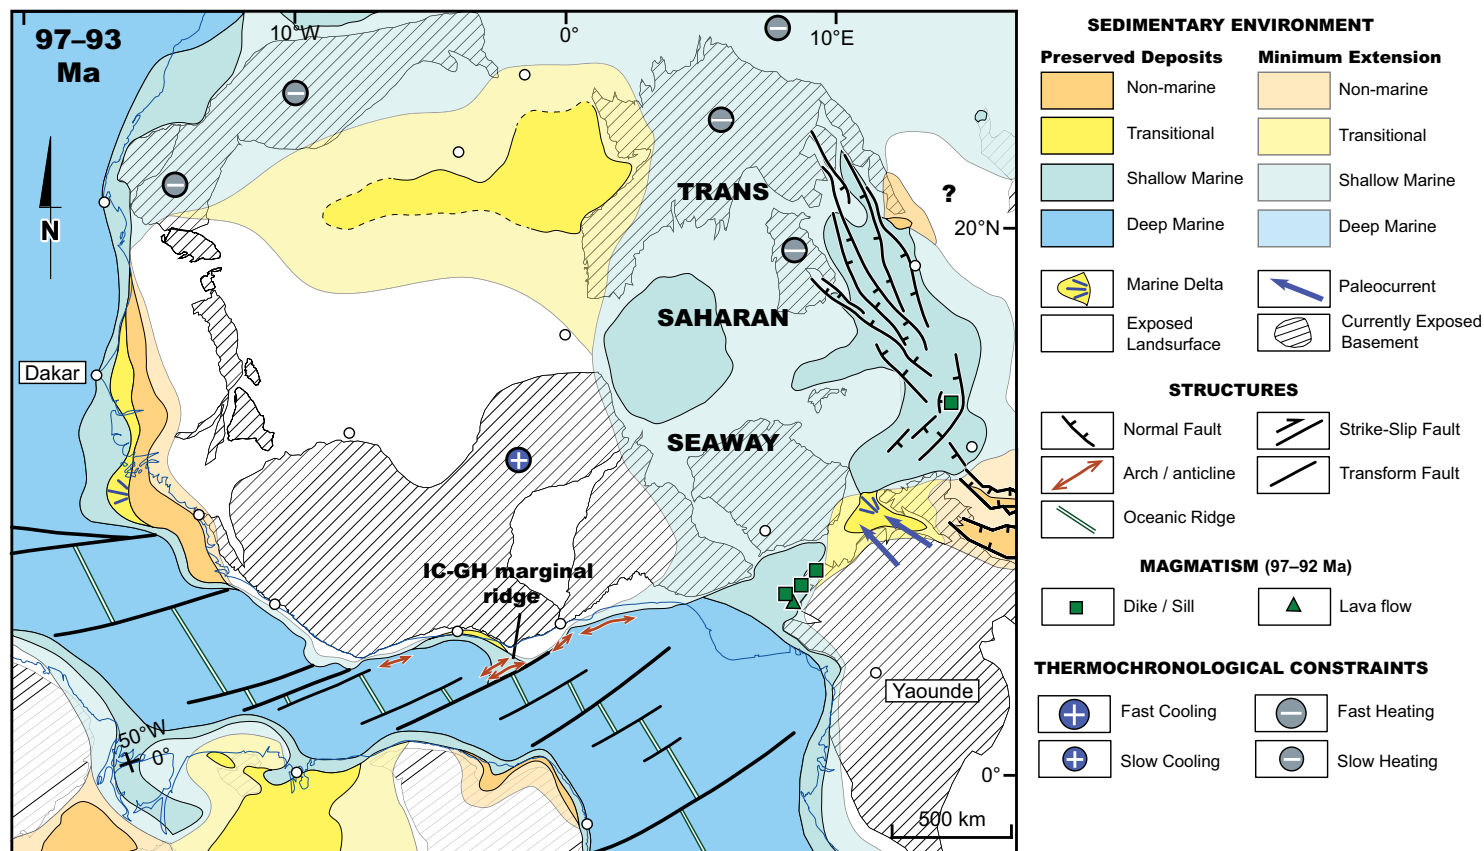 97–93
Ma
10°W
0°
10°E
N
TRANS
?
20°N
SAHARAN
Dakar
SEAWAY
IC-GH marginal
ridge
Yaounde
50°W
0°
0°
500 km
SEDIMENTARY ENVIRONMENT
Preserved Deposits
Minimum Extension
Non-marine
Non-marine
Transitional
Transitional
Shallow Marine
Shallow Marine
Deep Marine
Deep Marine
Marine Delta
Paleocurrent
Exposed
Landsurface
Currently Exposed
Basement
STRUCTURES
Normal Fault
Strike-Slip Fault
Arch / anticline
Transform Fault
Oceanic Ridge
MAGMATISM (97–92 Ma)
Dike / Sill
Lava flow
THERMOCHRONOLOGICAL CONSTRAINTS
Fast Cooling
Fast Heating
Slow Cooling
Slow Heating